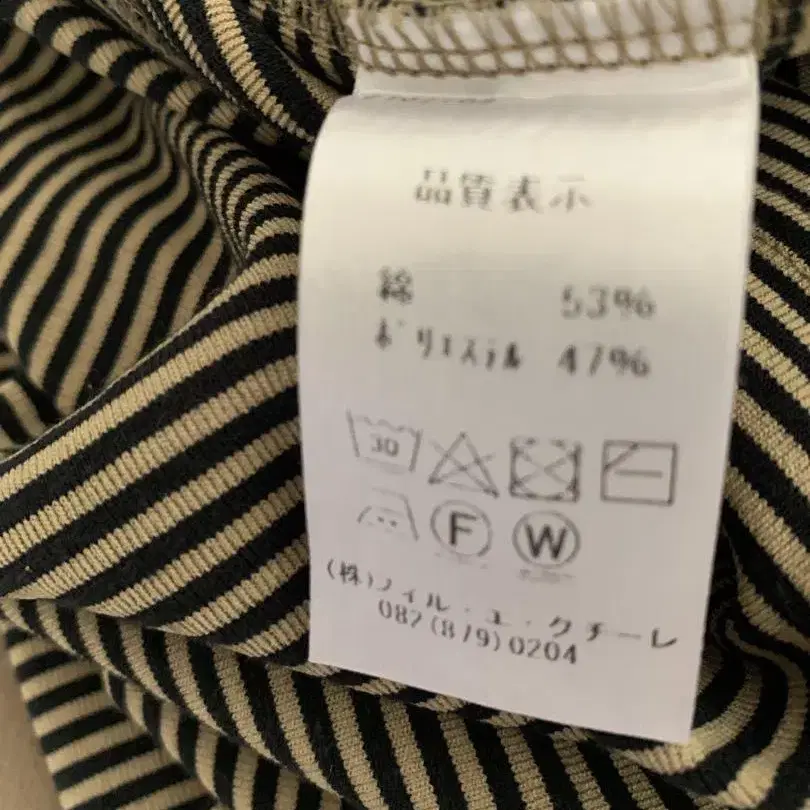 品質表示
綿 53%
ポリエステル 47%
30
F W
(株)フィル・エ・クチーレ
082(879)0204